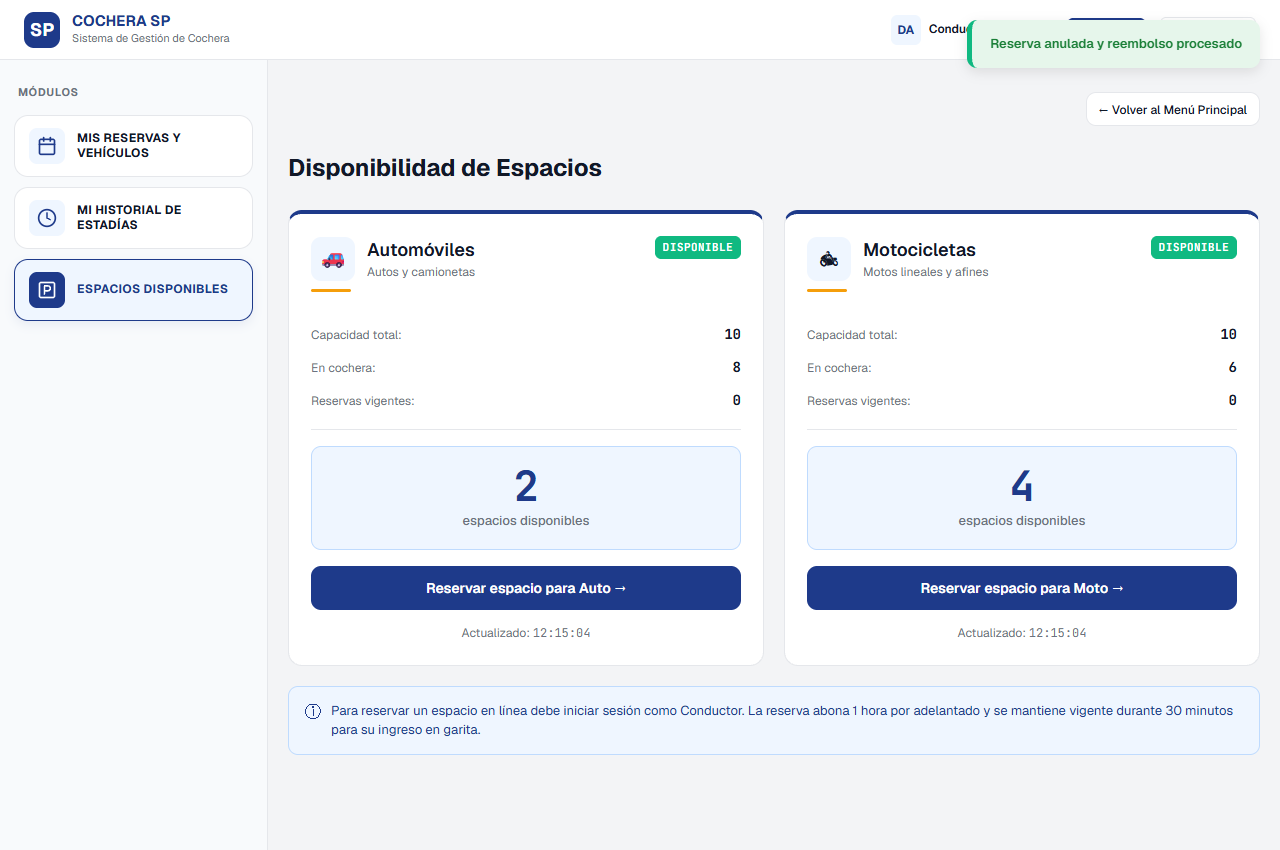 SP
COCHERA SP
Sistema de Gestión de Cochera
DA
Reserva anulada y reembolso procesado
MÓDULOS
MIS RESERVAS Y
VEHÍCULOS
MI HISTORIAL DE
ESTADÍAS
ESPACIOS DISPONIBLES
← Volver al Menú Principal
Disponibilidad de Espacios
Automóviles
Autos y camionetas
DISPONIBLE
Capacidad total: 10
En cochera: 8
Reservas vigentes: 0
2
espacios disponibles
Reservar espacio para Auto →
Actualizado: 12:15:04
Motocicletas
Motos lineales y afines
DISPONIBLE
Capacidad total: 10
En cochera: 6
Reservas vigentes: 0
4
espacios disponibles
Reservar espacio para Moto →
Actualizado: 12:15:04
Para reservar un espacio en línea debe iniciar sesión como Conductor. La reserva abona 1 hora por adelantado y se mantiene vigente durante 30 minutos
para su ingreso en garita.